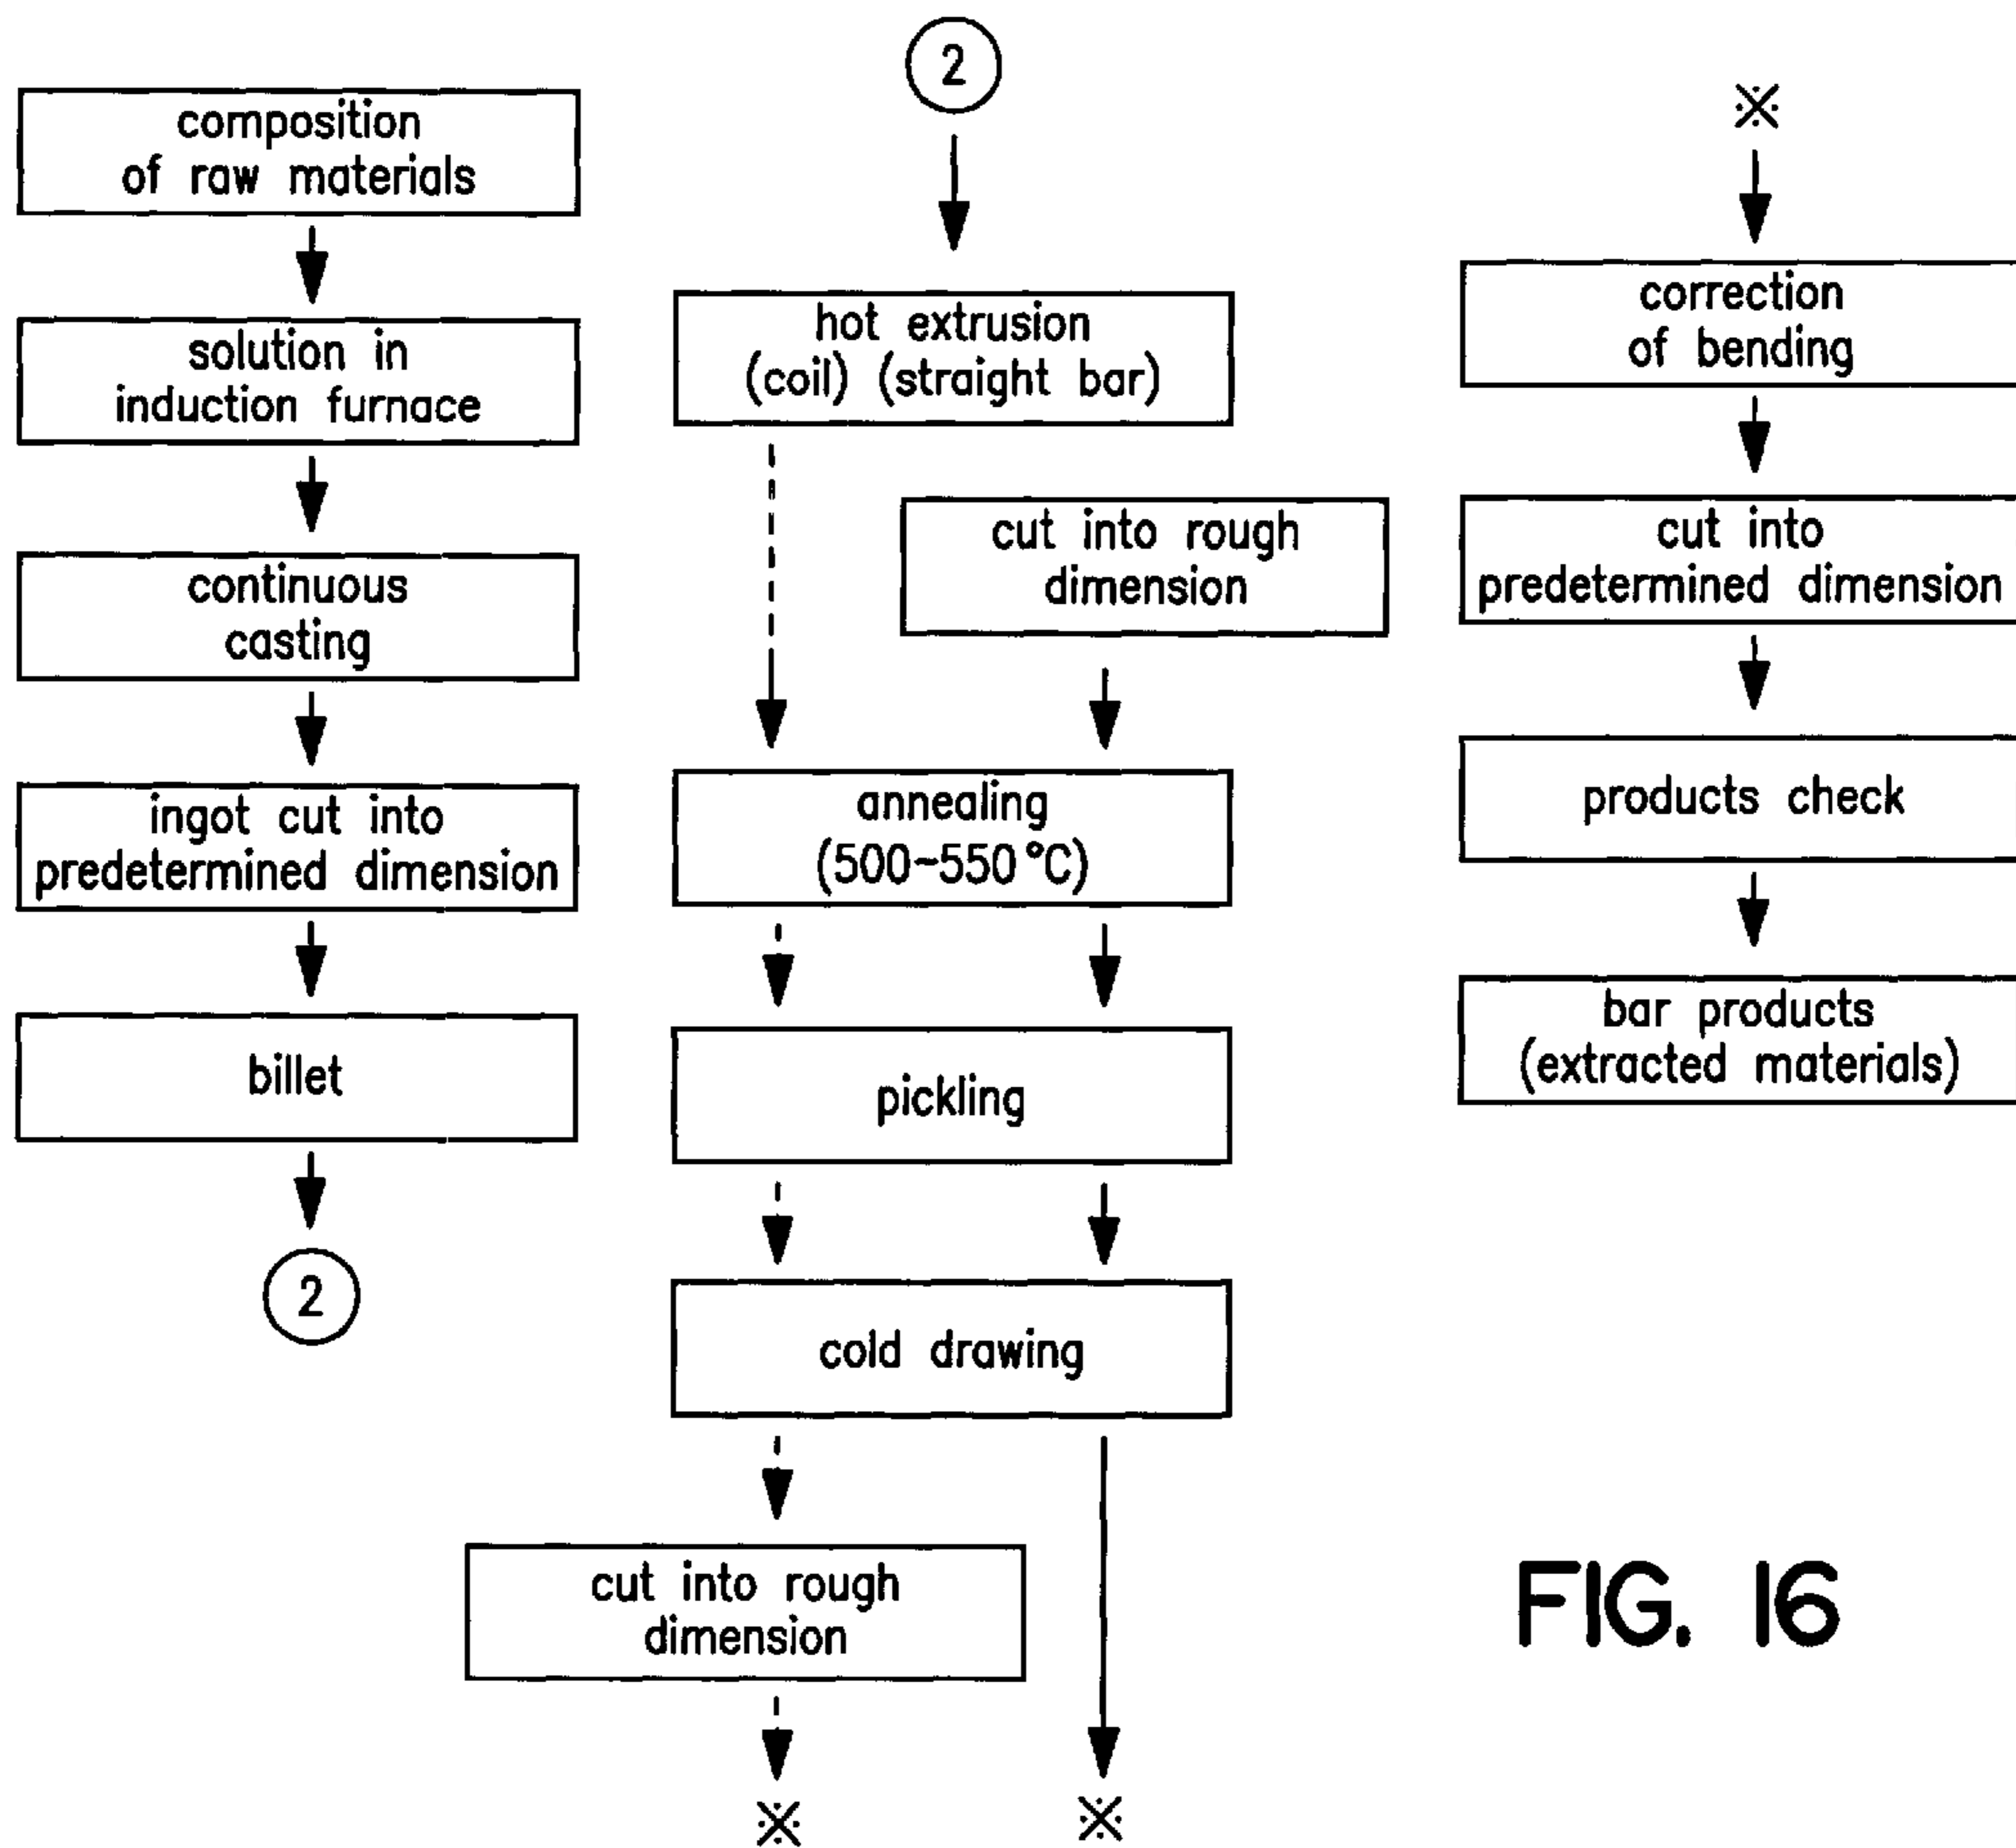 composition
of raw materials
solution in
induction furnace
continuous
casting
ingot cut into
predetermined dimension
billet
2
2
hot extrusion
(coil) (straight bar)
cut into rough
dimension
annealing
(500~550°C)
pickling
cold drawing
cut into rough
dimension
※
※
※
correction
of bending
cut into
predetermined dimension
products check
bar products
(extracted materials)
FIG. 16